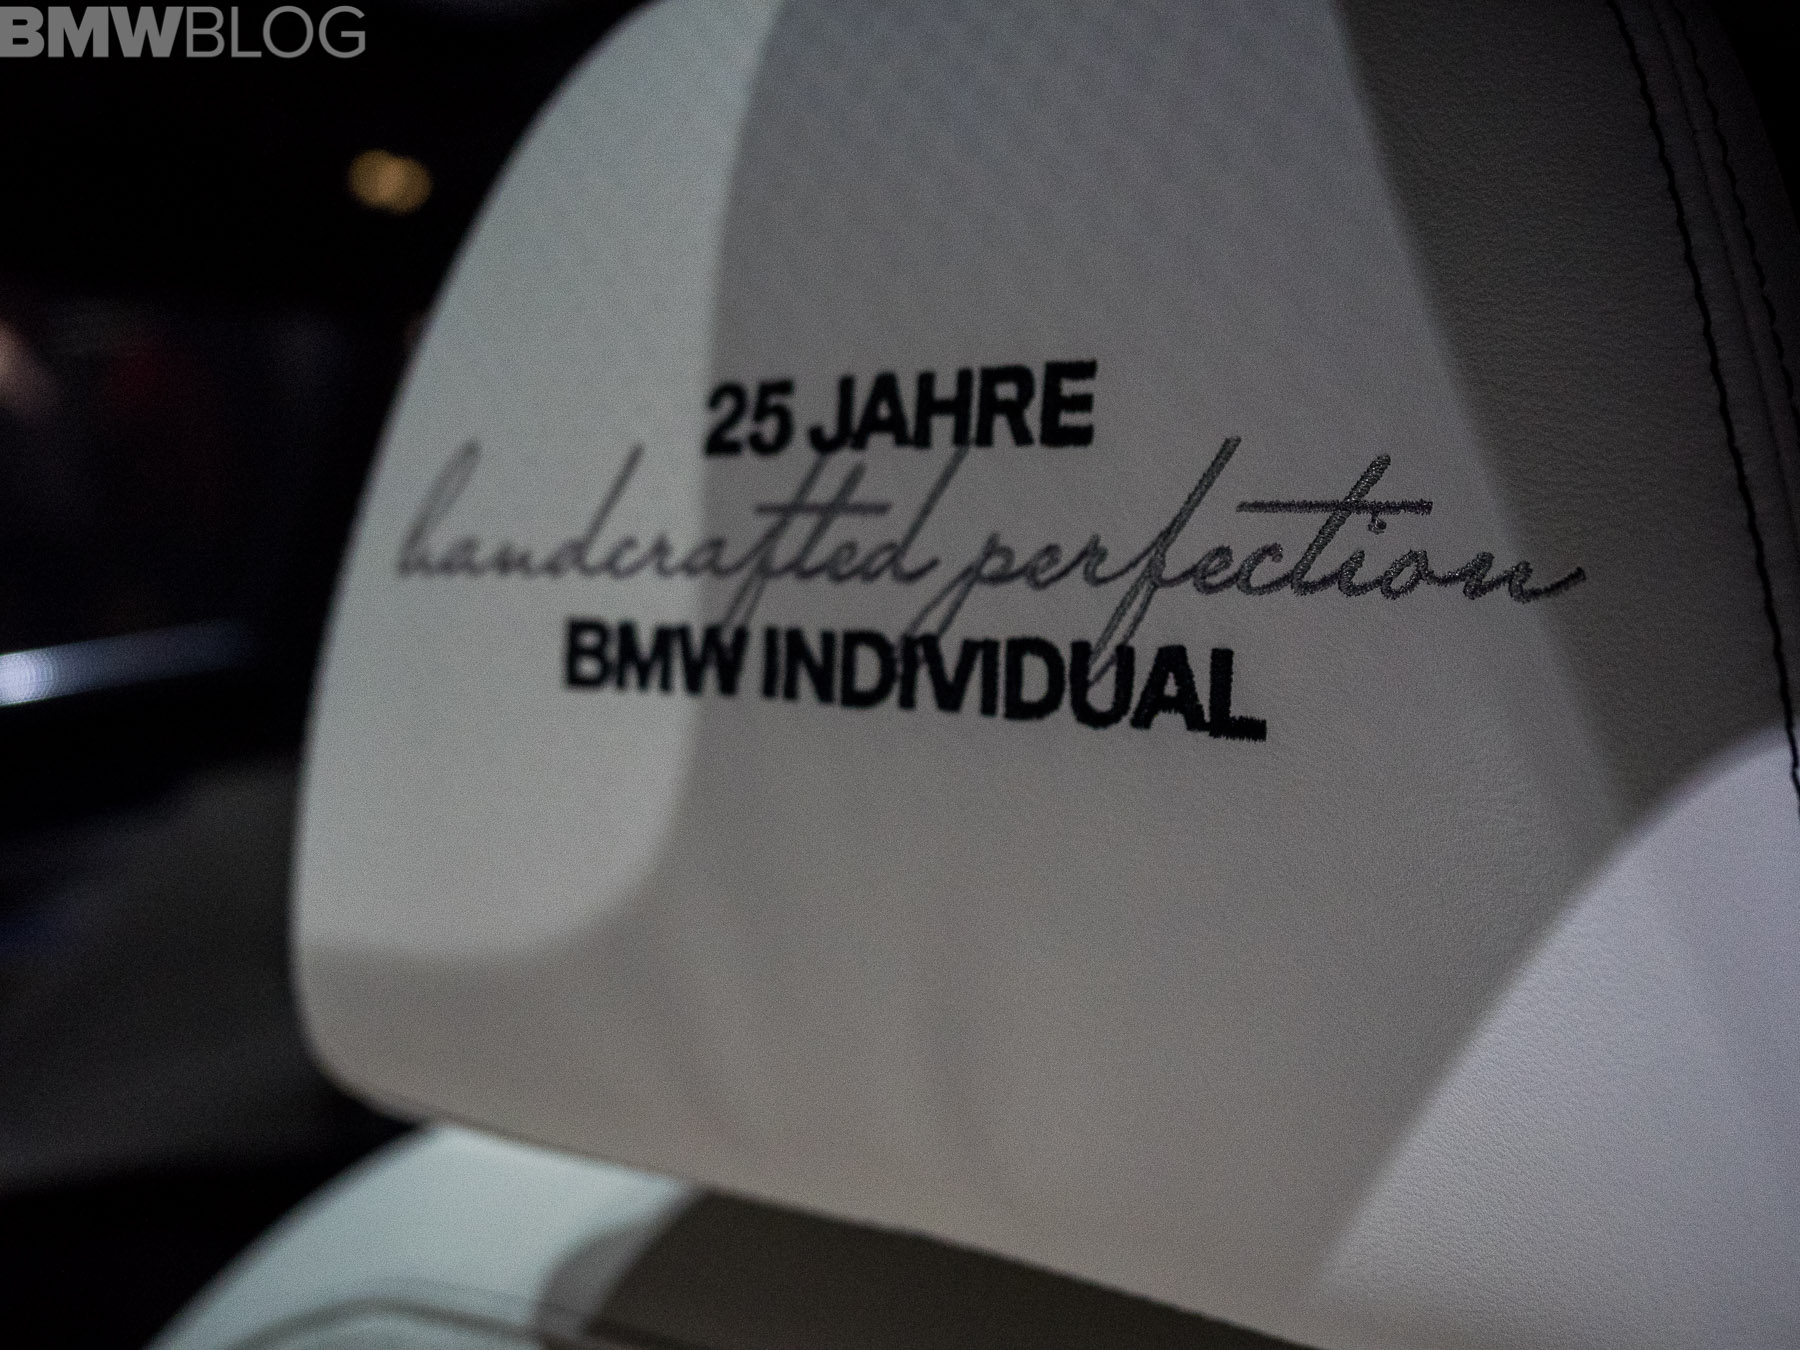 BMWBLOG
25 JAHRE
handcrafted perfection
BMW INDIVIDUAL